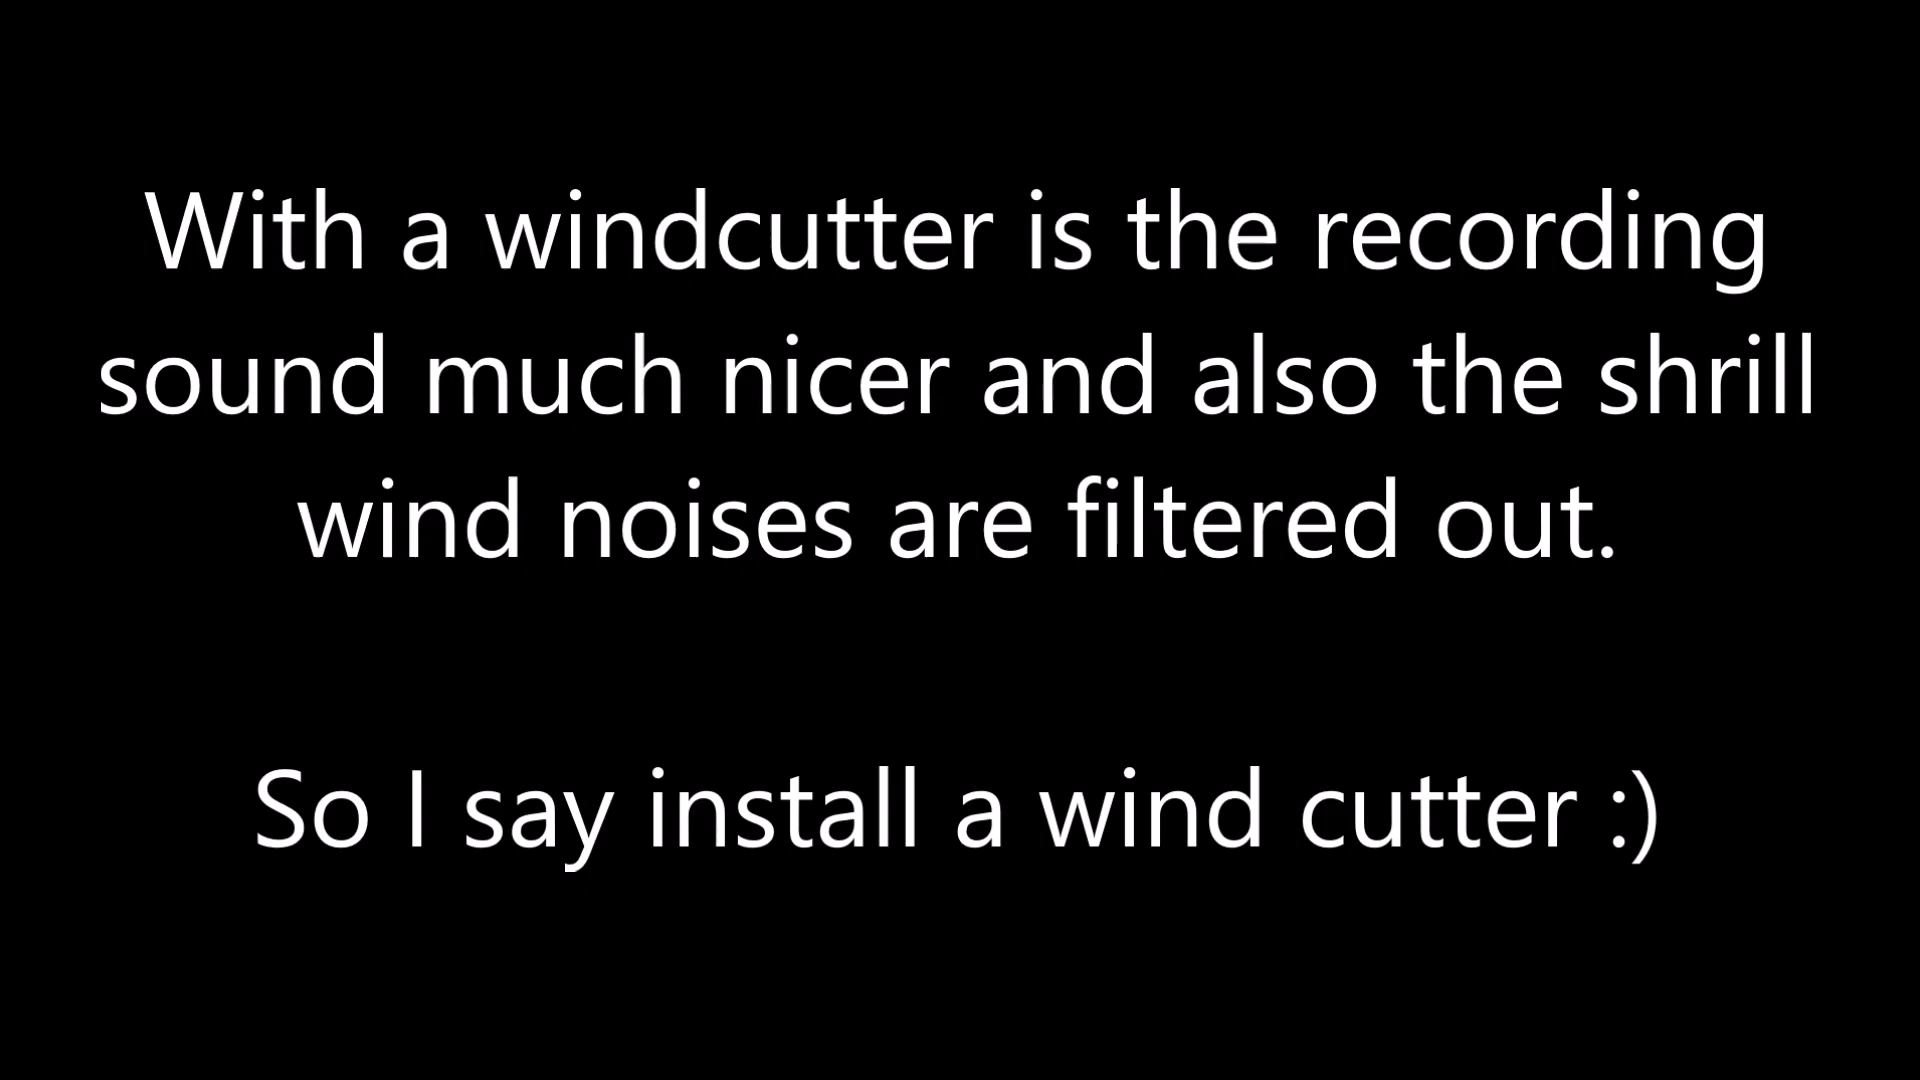 With a windcutter is the recording
sound much nicer and also the shrill
wind noises are filtered out.
So I say install a wind cutter :)